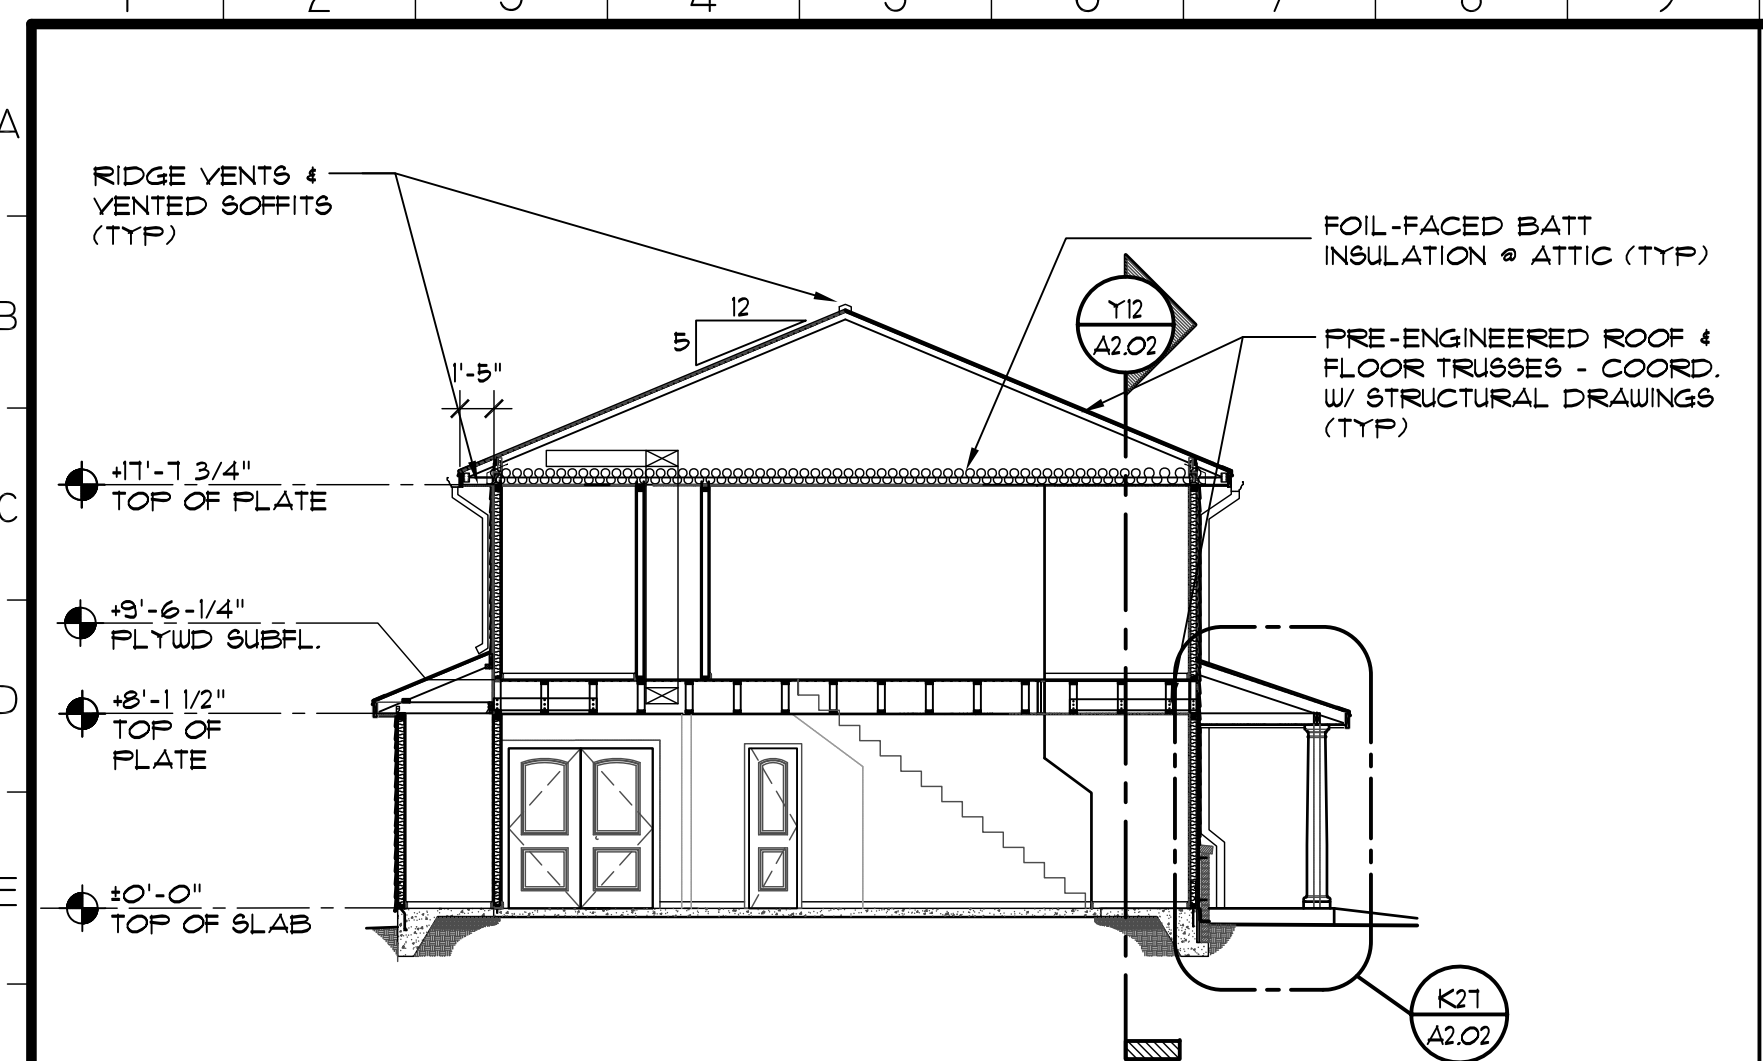 1 2 3 4 5 6 7 8 9
A
RIDGE VENTS &
VENTED SOFFITS
(TYP)
FOIL-FACED BATT
INSULATION @ ATTIC (TYP)
B
12
5
Y12
A2.02
PRE-ENGINEERED ROOF &
FLOOR TRUSSES - COORD.
W/ STRUCTURAL DRAWINGS
(TYP)
1'-5"
+17'-7 3/4"
TOP OF PLATE
C
+9'-6-1/4"
PLYWD SUBFL.
D
+8'-1 1/2"
TOP OF
PLATE
E
±0'-0"
TOP OF SLAB
K27
A2.02